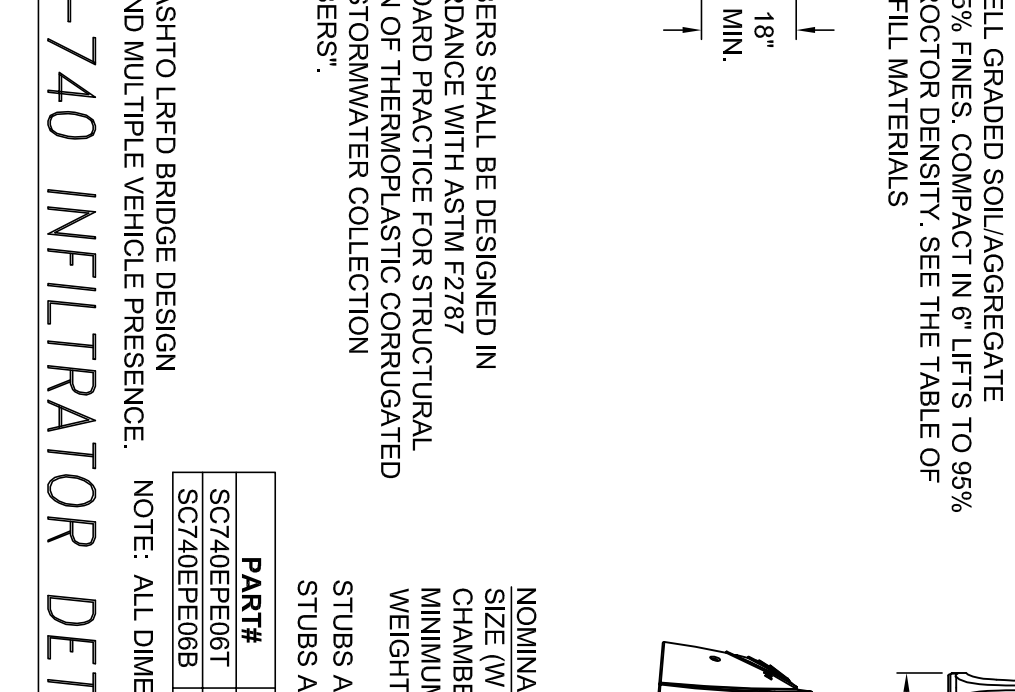 ELL GRADED SOIL/AGGREGATE
5% FINES. COMPACT IN 6" LIFTS TO 95%
ROCTOR DENSITY. SEE THE TABLE OF
FILL MATERIALS
18"
MIN.
BERS SHALL BE DESIGNED IN
RDANCE WITH ASTM F2787
DARD PRACTICE FOR STRUCTURAL
N OF THERMOPLASTIC CORRUGATED
STORMWATER COLLECTION
BERS".
ASHTO LRFD BRIDGE DESIGN
ND MULTIPLE VEHICLE PRESENCE.
NOMINA
SIZE (W
CHAMBE
MINIMUM
WEIGHT
STUBS A
STUBS A
PART#
SC740EPE06T
SC740EPE06B
NOTE: ALL DIME
-740 INFILTRATOR DET